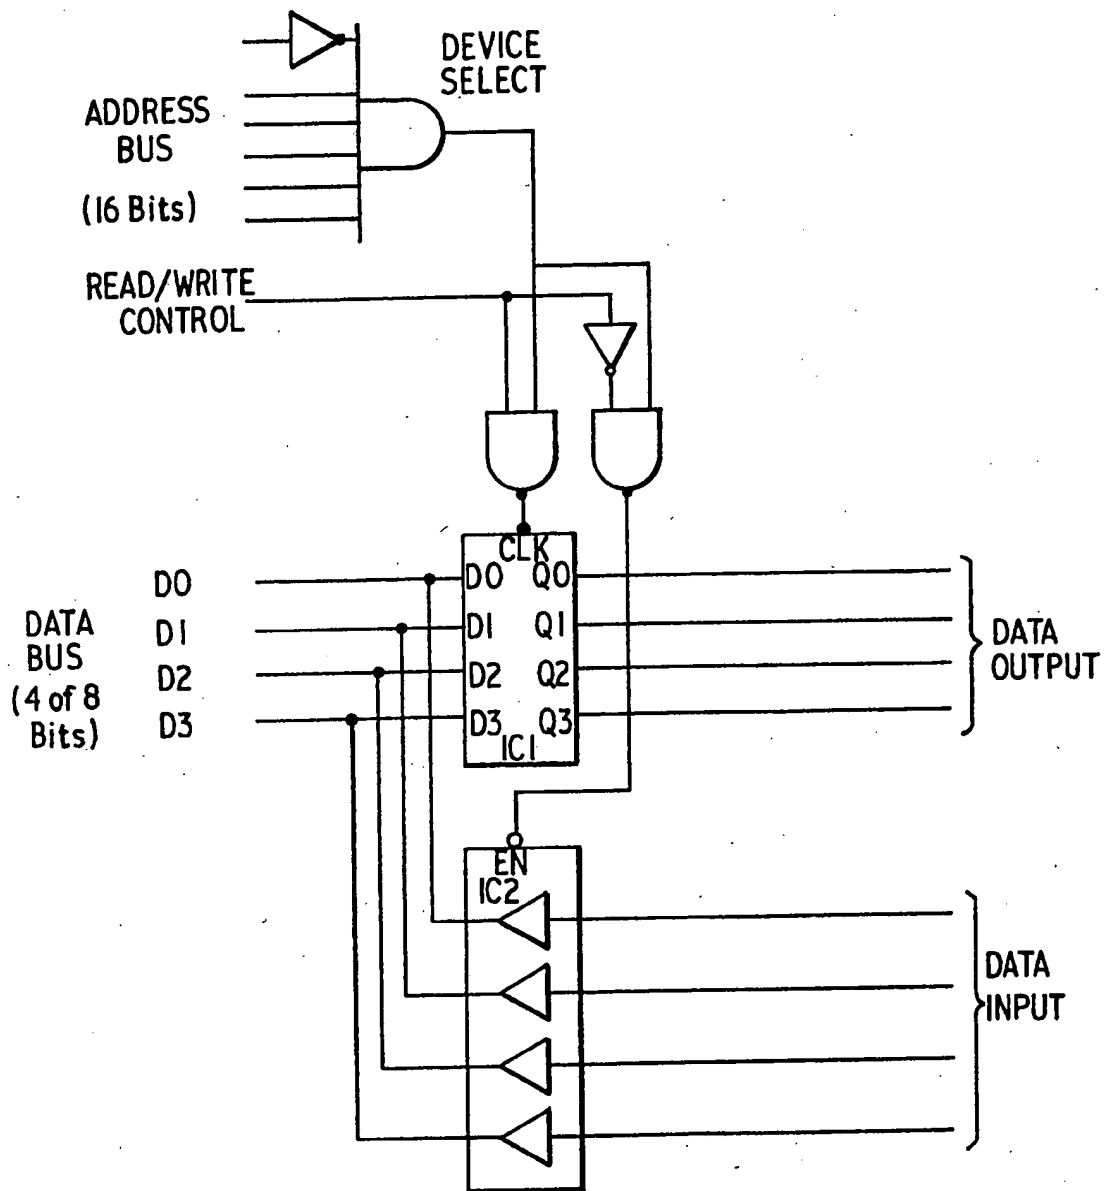 DEVICE
SELECT
ADDRESS
BUS
(16 Bits)
READ/WRITE
CONTROL
CLK
D0
D0
Q0
DATA
BUS
(4 of 8
Bits)
D1
D1
Q1
DATA
OUTPUT
D2
D2
Q2
D3
D3
Q3
IC1
EN
IC2
DATA
INPUT